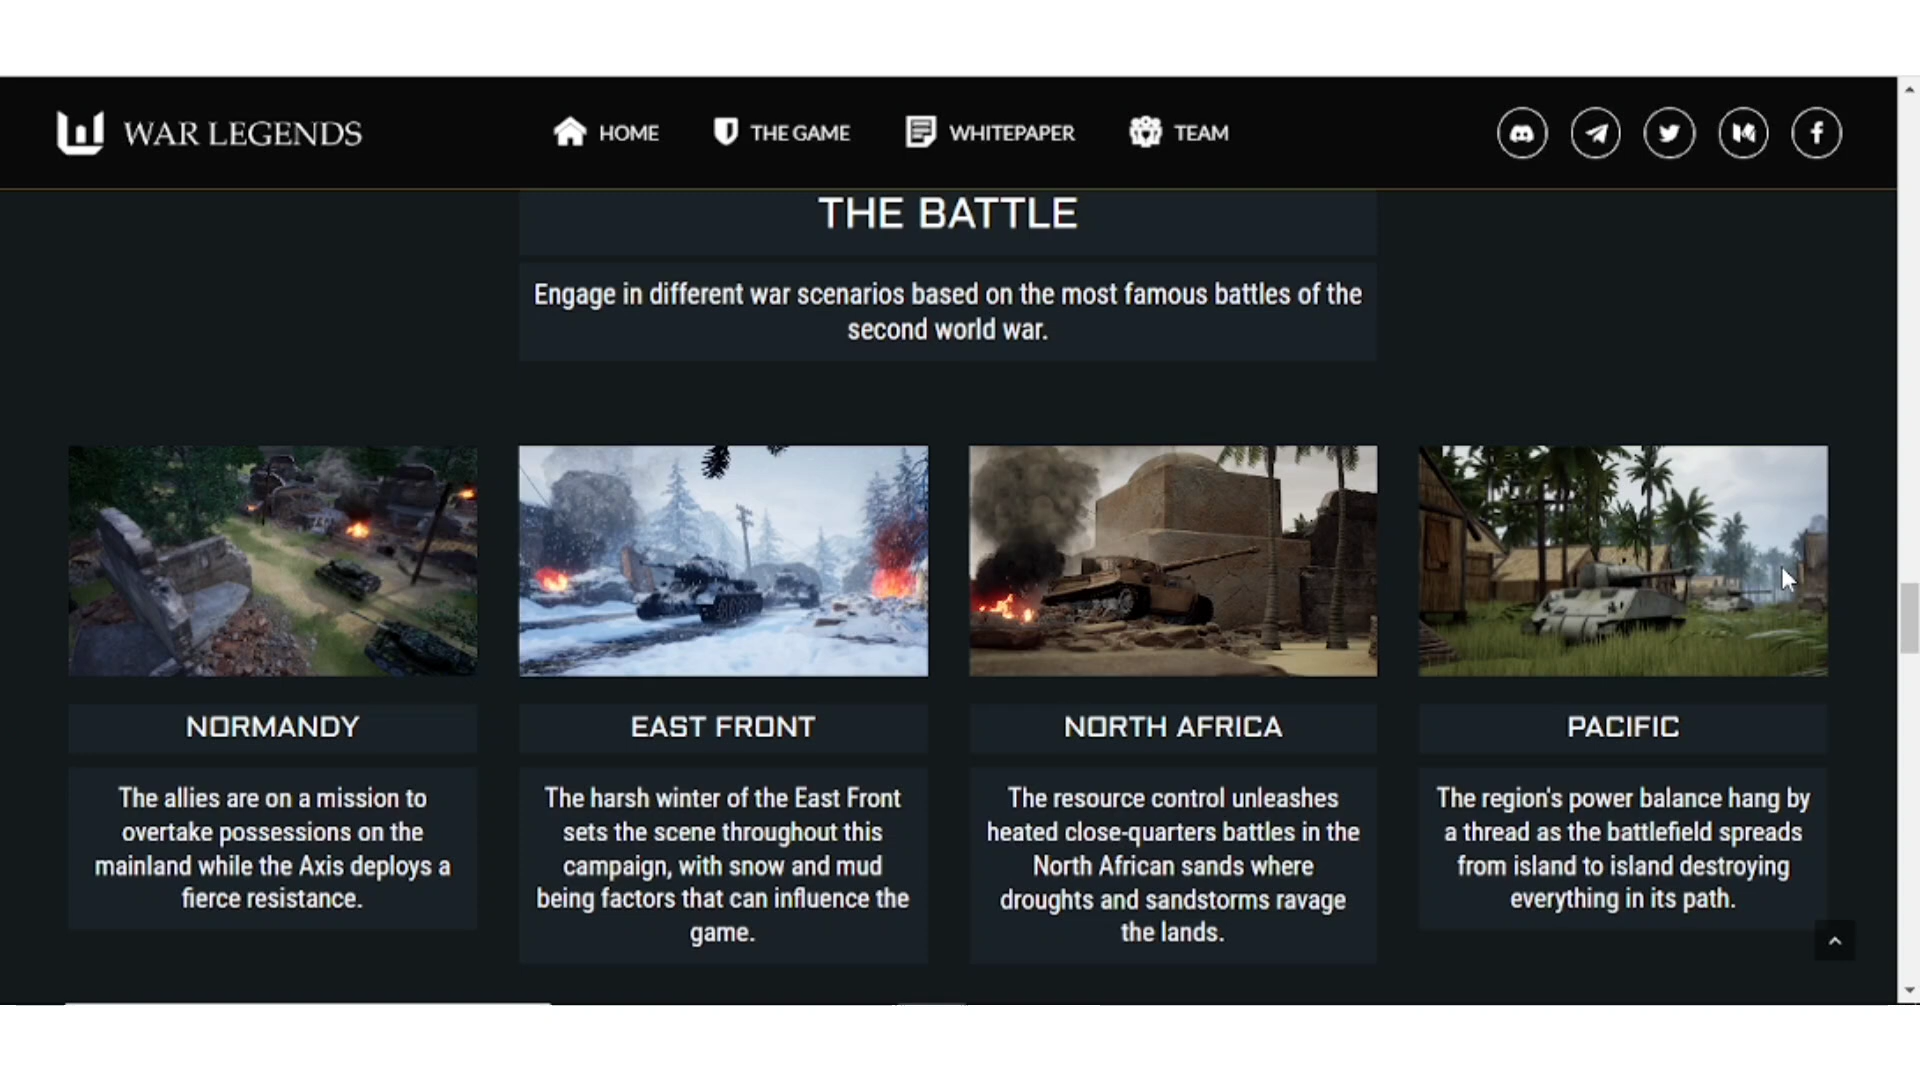 WAR LEGENDS
HOME
THE GAME
WHITEPAPER
TEAM
THE BATTLE
Engage in different war scenarios based on the most famous battles of the
second world war.
NORMANDY
The allies are on a mission to
overtake possessions on the
mainland while the Axis deploys a
fierce resistance.
EAST FRONT
The harsh winter of the East Front
sets the scene throughout this
campaign, with snow and mud
being factors that can influence the
game.
NORTH AFRICA
The resource control unleashes
heated close-quarters battles in the
North African sands where
droughts and sandstorms ravage
the lands.
PACIFIC
The region's power balance hang by
a thread as the battlefield spreads
from island to island destroying
everything in its path.